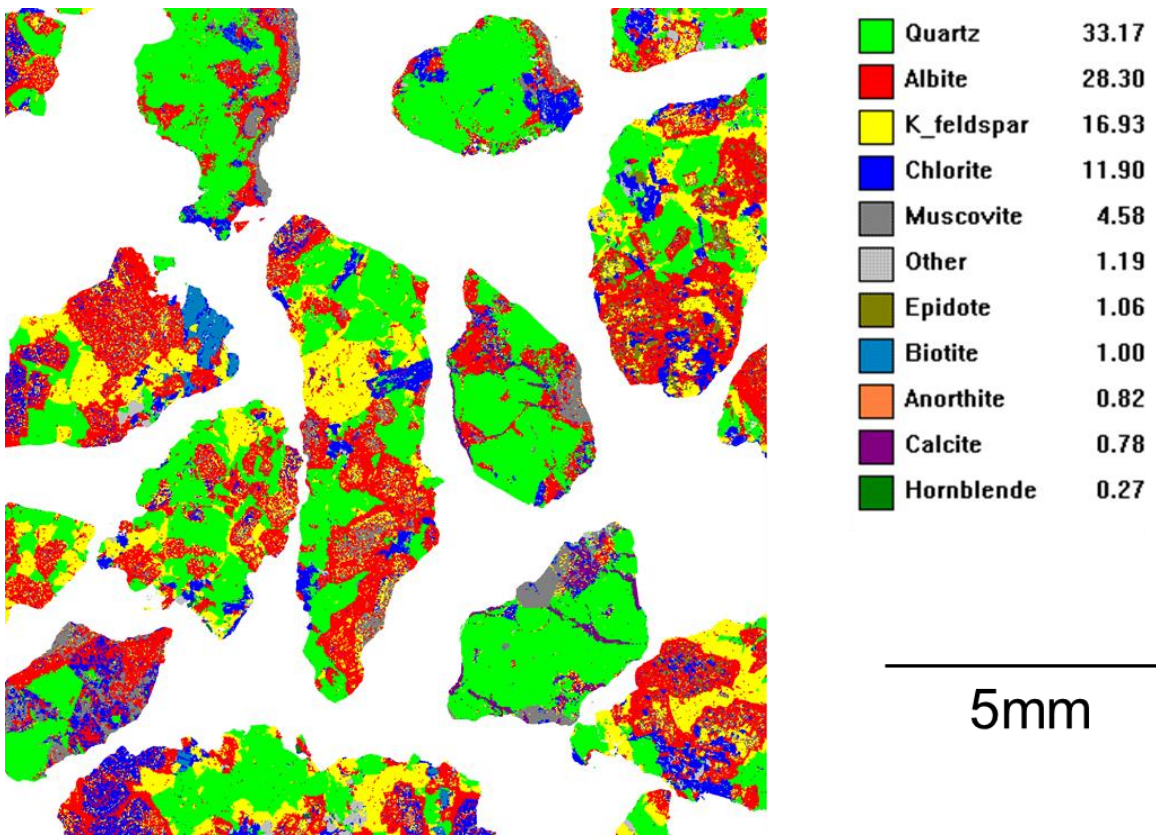 Quartz 33.17
Albite 28.30
K_feldspar 16.93
Chlorite 11.90
Muscovite 4.58
Other 1.19
Epidote 1.06
Biotite 1.00
Anorthite 0.82
Calcite 0.78
Hornblende 0.27
5mm